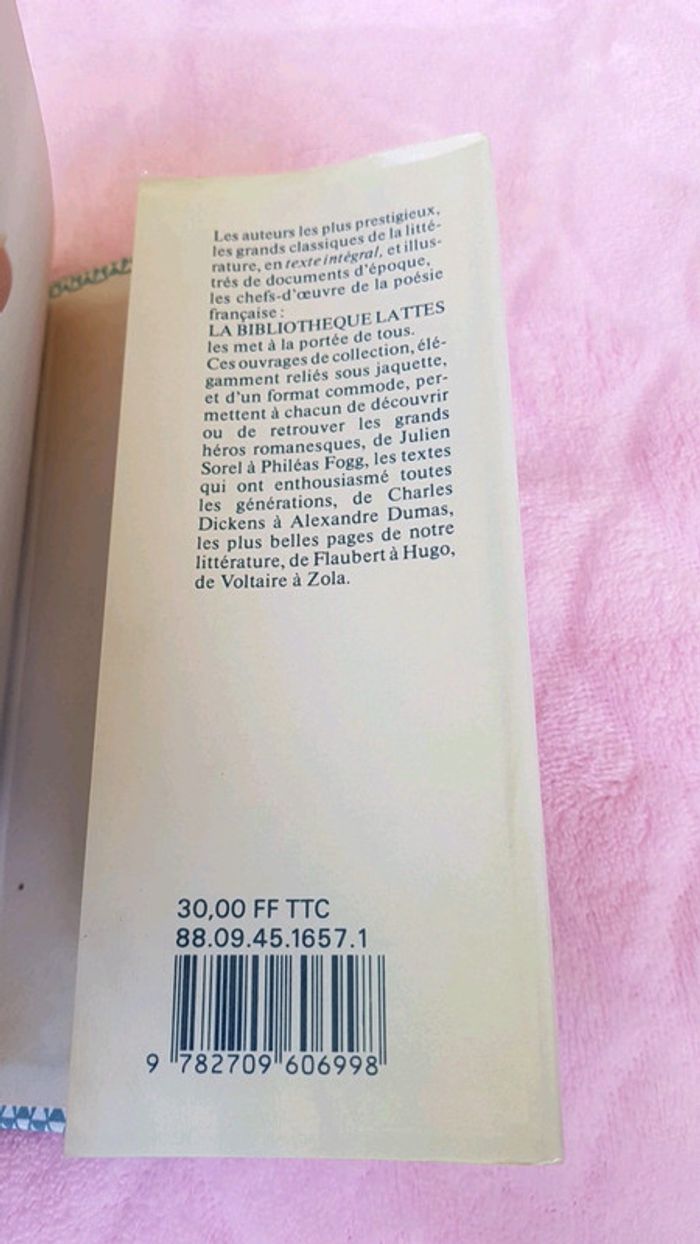 Les auteurs les plus prestigieux,
les grands classiques de la litté-
rature, en texte intégral, et illus-
trés de documents d'époque,
les chefs-d'œuvre de la poésie
française :
LA BIBLIOTHEQUE LATTES
les met à la portée de tous.
Ces ouvrages de collection, élé-
gamment reliés sous jaquette,
et d'un format commode, per-
mettent à chacun de découvrir
ou de retrouver les grands
héros romanesques, de Julien
Sorel à Philéas Fogg, les textes
qui ont enthousiasmé toutes
les générations, de Charles
Dickens à Alexandre Dumas,
les plus belles pages de notre
littérature, de Flaubert à Hugo,
de Voltaire à Zola.
30,00 FF TTC
88.09.45.1657.1
9 782709 606998